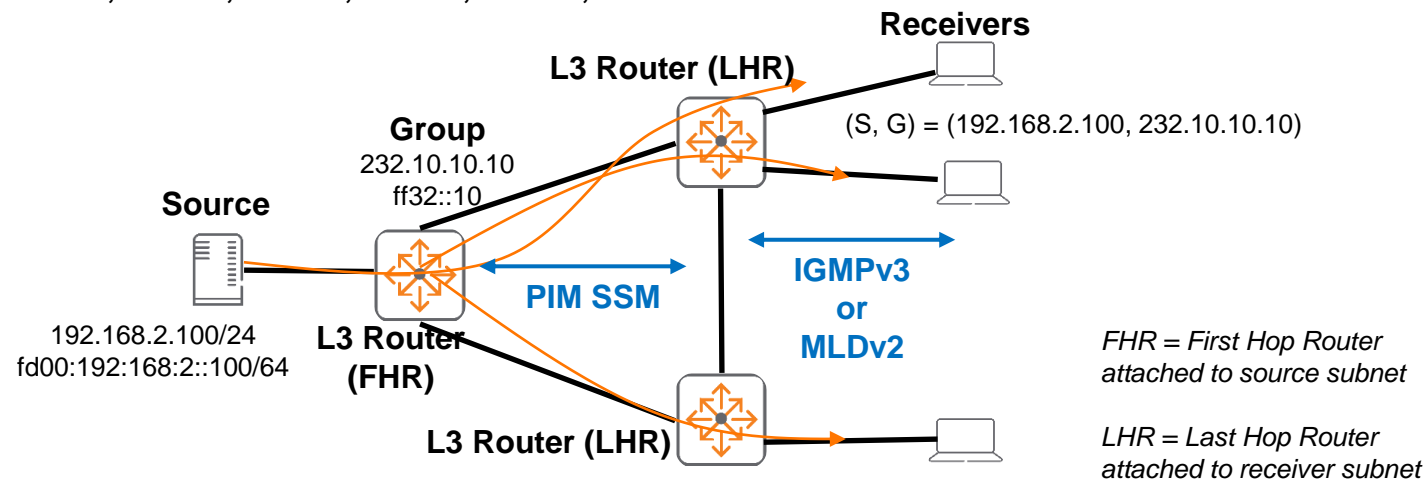 Receivers
L3 Router (LHR)
(S, G) = (192.168.2.100, 232.10.10.10)
Group
232.10.10.10
ff32::10
Source
PIM SSM
IGMPv3
or
MLDv2
192.168.2.100/24
fd00:192:168:2::100/64
L3 Router
(FHR)
L3 Router (LHR)
FHR = First Hop Router
attached to source subnet
LHR = Last Hop Router
attached to receiver subnet